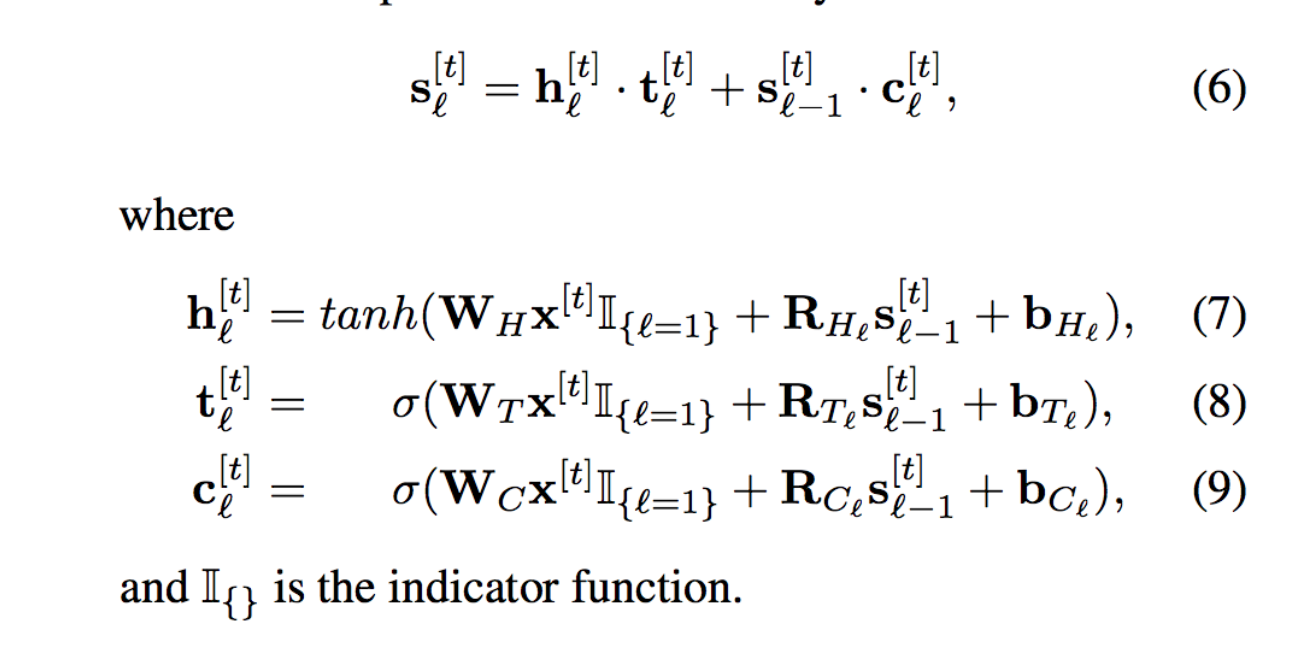 s_ℓ^[t] = h_ℓ^[t] · t_ℓ^[t] + s_{ℓ−1}^[t] · c_ℓ^[t], (6)
where
h_ℓ^[t] = tanh(W_H x^[t] 𝕀_{ℓ=1} + R_{H_ℓ} s_{ℓ−1}^[t] + b_{H_ℓ}), (7)
t_ℓ^[t] = σ(W_T x^[t] 𝕀_{ℓ=1} + R_{T_ℓ} s_{ℓ−1}^[t] + b_{T_ℓ}), (8)
c_ℓ^[t] = σ(W_C x^[t] 𝕀_{ℓ=1} + R_{C_ℓ} s_{ℓ−1}^[t] + b_{C_ℓ}), (9)
and 𝕀_{} is the indicator function.